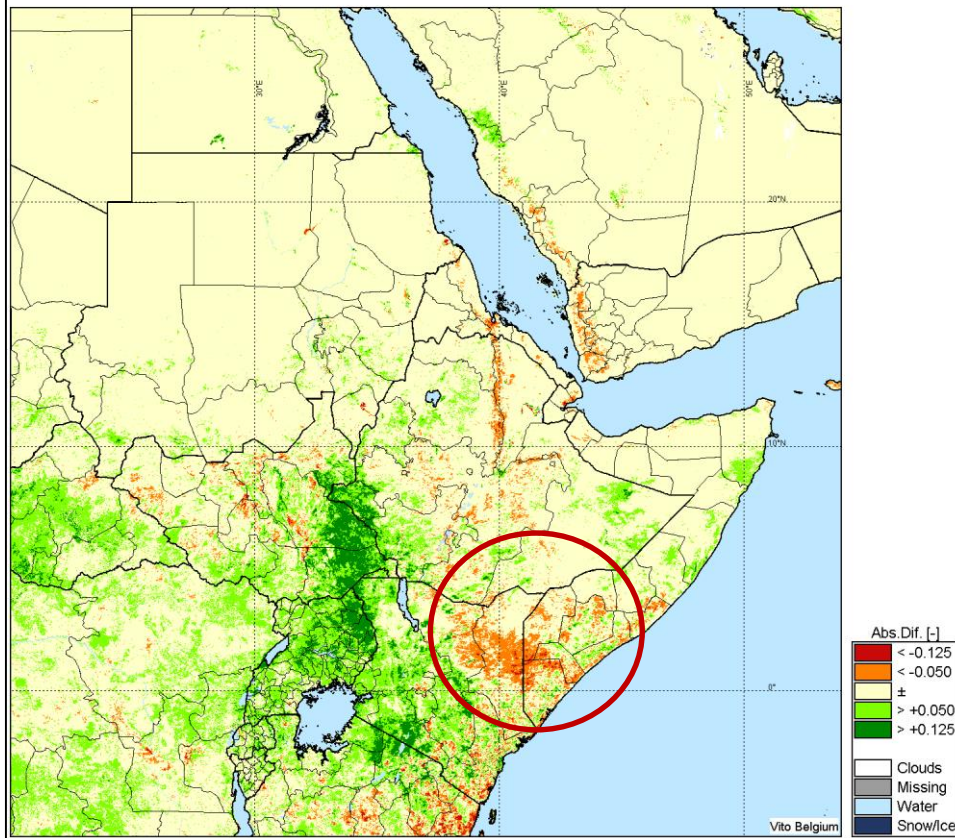 30°E
40°E
50°E
20°N
10°N
0°
Vito Belgium
Abs.Dif. [-]
< -0.125
< -0.050
±
> +0.050
> +0.125
Clouds
Missing
Water
Snow/Ice